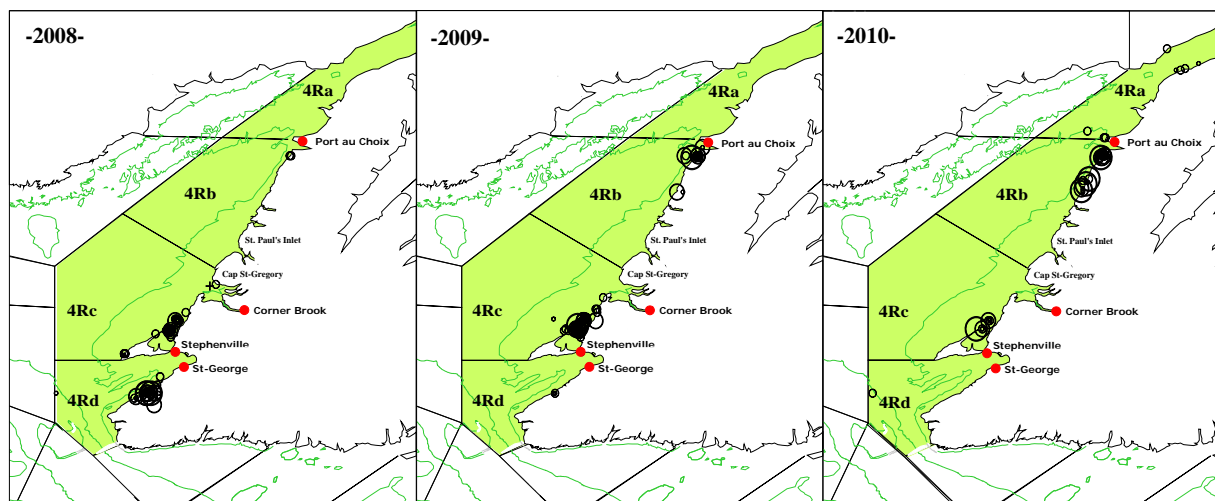 -2008-
4Ra
Port au Choix
4Rb
St. Paul's Inlet
Cap St-Gregory
4Rc
Corner Brook
Stephenville
St-George
4Rd
-2009-
4Ra
Port au Choix
4Rb
St. Paul's Inlet
Cap St-Gregory
4Rc
Corner Brook
Stephenville
St-George
4Rd
-2010-
4Ra
Port au Choix
4Rb
St. Paul's Inlet
Cap St-Gregory
4Rc
Corner Brook
Stephenville
St-George
4Rd